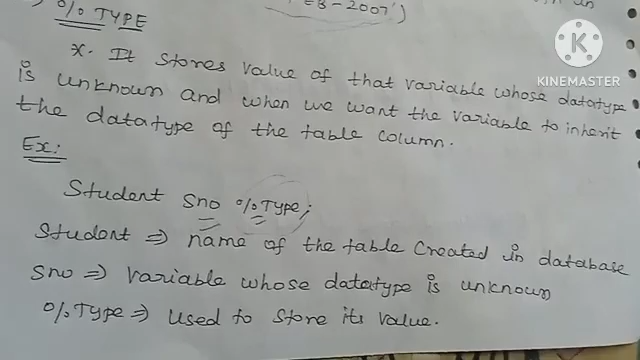 % TYPE
EB-2007')
KINEMASTER
x. It stores value of that variable whose datatype
is unknown and when we want the variable to inherit
the datatype of the table column.
Ex:
Student sno %Type;
Student ⇒ name of the table created in database
sno ⇒ variable whose datatype is unknown
%Type ⇒ used to store its value.